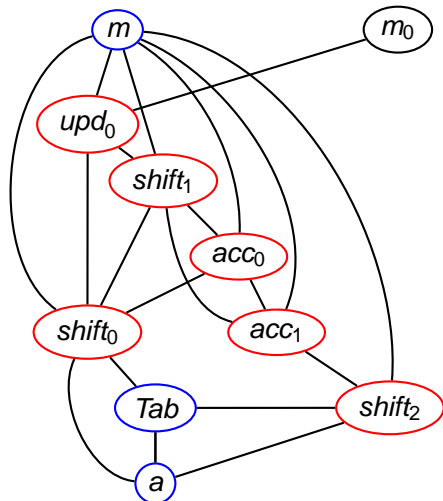 m
m₀
upd₀
shift₁
acc₀
shift₀
acc₁
Tab
shift₂
a